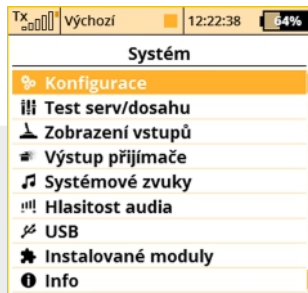 Tx Výchozí 12:22:38 64%
Systém
Konfigurace
Test serv/dosahu
Zobrazení vstupů
Výstup přijímače
Systémové zvuky
Hlasitost audia
USB
Instalované moduly
Info